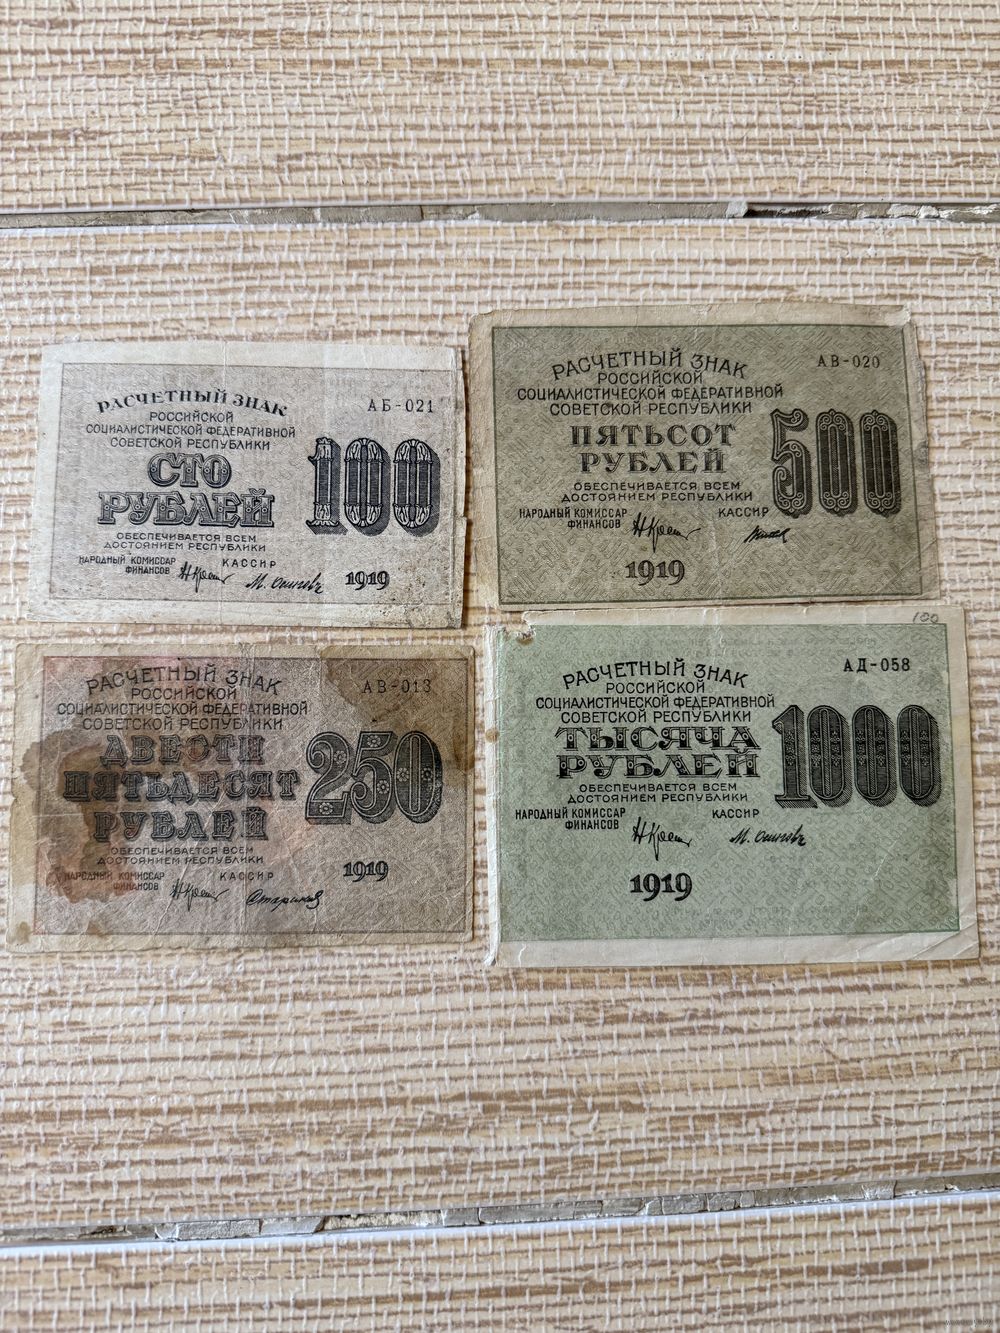 РАСЧЕТНЫЙ ЗНАК
РОССИЙСКОЙ
СОЦИАЛИСТИЧЕСКОЙ ФЕДЕРАТИВНОЙ
СОВЕТСКОЙ РЕСПУБЛИКИ
АБ-021
СТО
РУБЛЕЙ
100
ОБЕСПЕЧИВАЕТСЯ ВСЕМ
ДОСТОЯНИЕМ РЕСПУБЛИКИ
НАРОДНЫЙ КОМИССАР
ФИНАНСОВ
КАССИР
1919
РАСЧЕТНЫЙ ЗНАК
РОССИЙСКОЙ
СОЦИАЛИСТИЧЕСКОЙ ФЕДЕРАТИВНОЙ
СОВЕТСКОЙ РЕСПУБЛИКИ
АВ-020
ПЯТЬСОТ
РУБЛЕЙ
500
ОБЕСПЕЧИВАЕТСЯ ВСЕМ
ДОСТОЯНИЕМ РЕСПУБЛИКИ
НАРОДНЫЙ КОМИССАР
ФИНАНСОВ
КАССИР
1919
РАСЧЕТНЫЙ ЗНАК
РОССИЙСКОЙ
СОЦИАЛИСТИЧЕСКОЙ ФЕДЕРАТИВНОЙ
СОВЕТСКОЙ РЕСПУБЛИКИ
АВ-013
ДВЕСТИ
ПЯТЬДЕСЯТ
РУБЛЕЙ
250
ОБЕСПЕЧИВАЕТСЯ ВСЕМ
ДОСТОЯНИЕМ РЕСПУБЛИКИ
НАРОДНЫЙ КОМИССАР
ФИНАНСОВ
КАССИР
1919
100
РАСЧЕТНЫЙ ЗНАК
РОССИЙСКОЙ
СОЦИАЛИСТИЧЕСКОЙ ФЕДЕРАТИВНОЙ
СОВЕТСКОЙ РЕСПУБЛИКИ
АД-058
ТЫСЯЧА
РУБЛЕЙ
1000
ОБЕСПЕЧИВАЕТСЯ ВСЕМ
ДОСТОЯНИЕМ РЕСПУБЛИКИ
НАРОДНЫЙ КОМИССАР
ФИНАНСОВ
КАССИР
1919